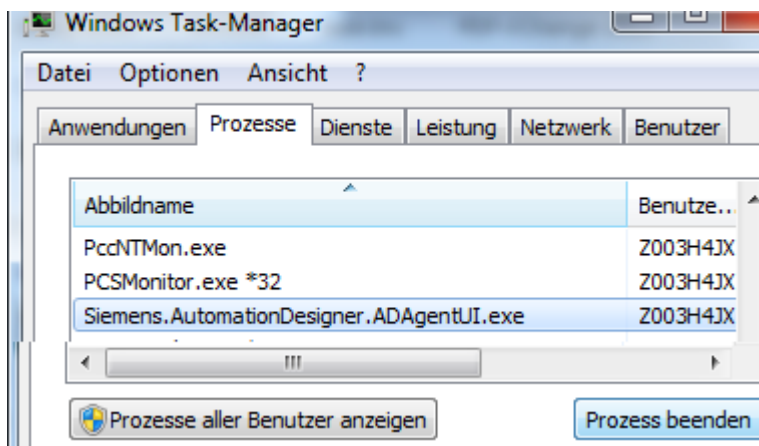 Windows Task-Manager
Datei Optionen Ansicht ?
Anwendungen Prozesse Dienste Leistung Netzwerk Benutzer
Abbildname Benutze...
PccNTMon.exe Z003H4JX
PCSMonitor.exe *32 Z003H4JX
Siemens.AutomationDesigner.ADAgentUI.exe Z003H4JX
Prozesse aller Benutzer anzeigen Prozess beenden